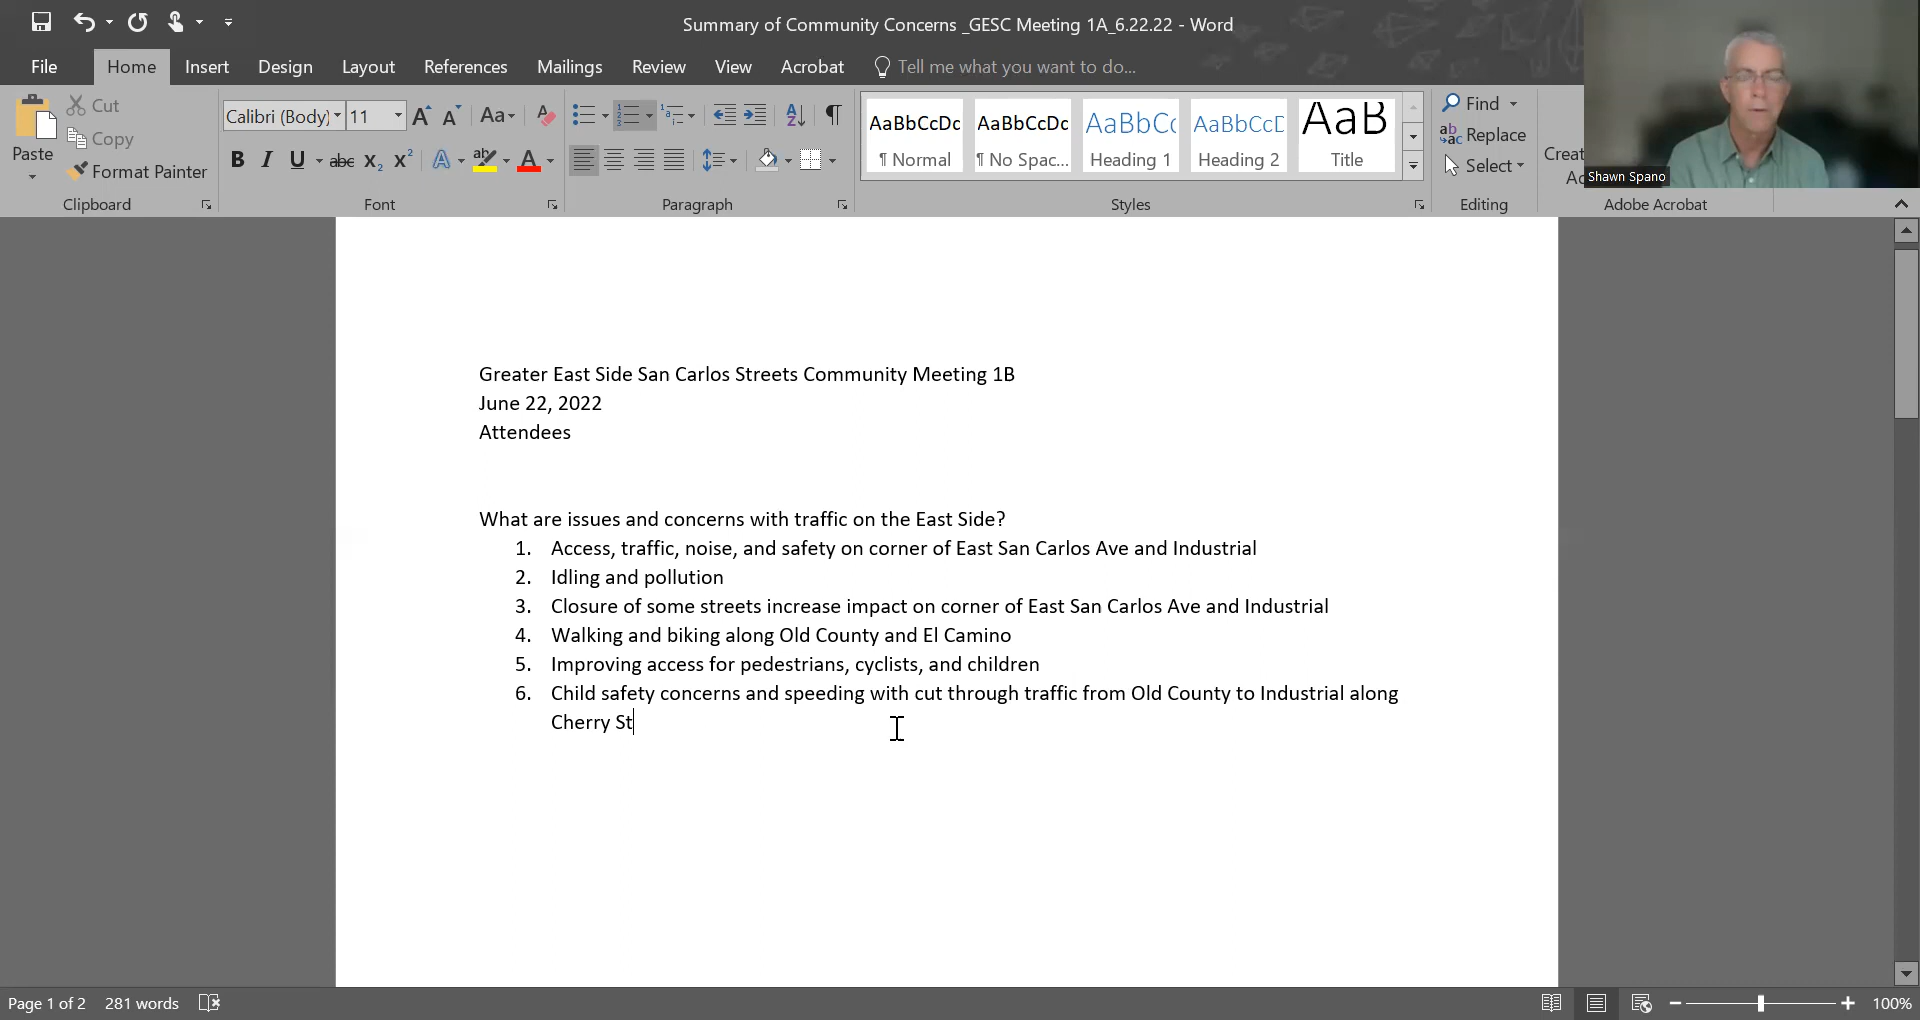 Summary of Community Concerns _GESC Meeting 1A_6.22.22 - Word
File Home Insert Design Layout References Mailings Review View Acrobat Tell me what you want to do...
Paste
Cut
Copy
Format Painter
Clipboard
Calibri (Body) 11
Aa
B I U abc X₂ X² A ab A
Font
Paragraph
AaBbCcDc AaBbCcDc AaBbCc AaBbCcD AaB
¶ Normal ¶ No Spac... Heading 1 Heading 2 Title
Styles
Find
Replace
Select
Editing
Adobe Acrobat
Shawn Spano
Greater East Side San Carlos Streets Community Meeting 1B
June 22, 2022
Attendees
What are issues and concerns with traffic on the East Side?
1. Access, traffic, noise, and safety on corner of East San Carlos Ave and Industrial
2. Idling and pollution
3. Closure of some streets increase impact on corner of East San Carlos Ave and Industrial
4. Walking and biking along Old County and El Camino
5. Improving access for pedestrians, cyclists, and children
6. Child safety concerns and speeding with cut through traffic from Old County to Industrial along
Cherry St
Page 1 of 2 281 words
100%